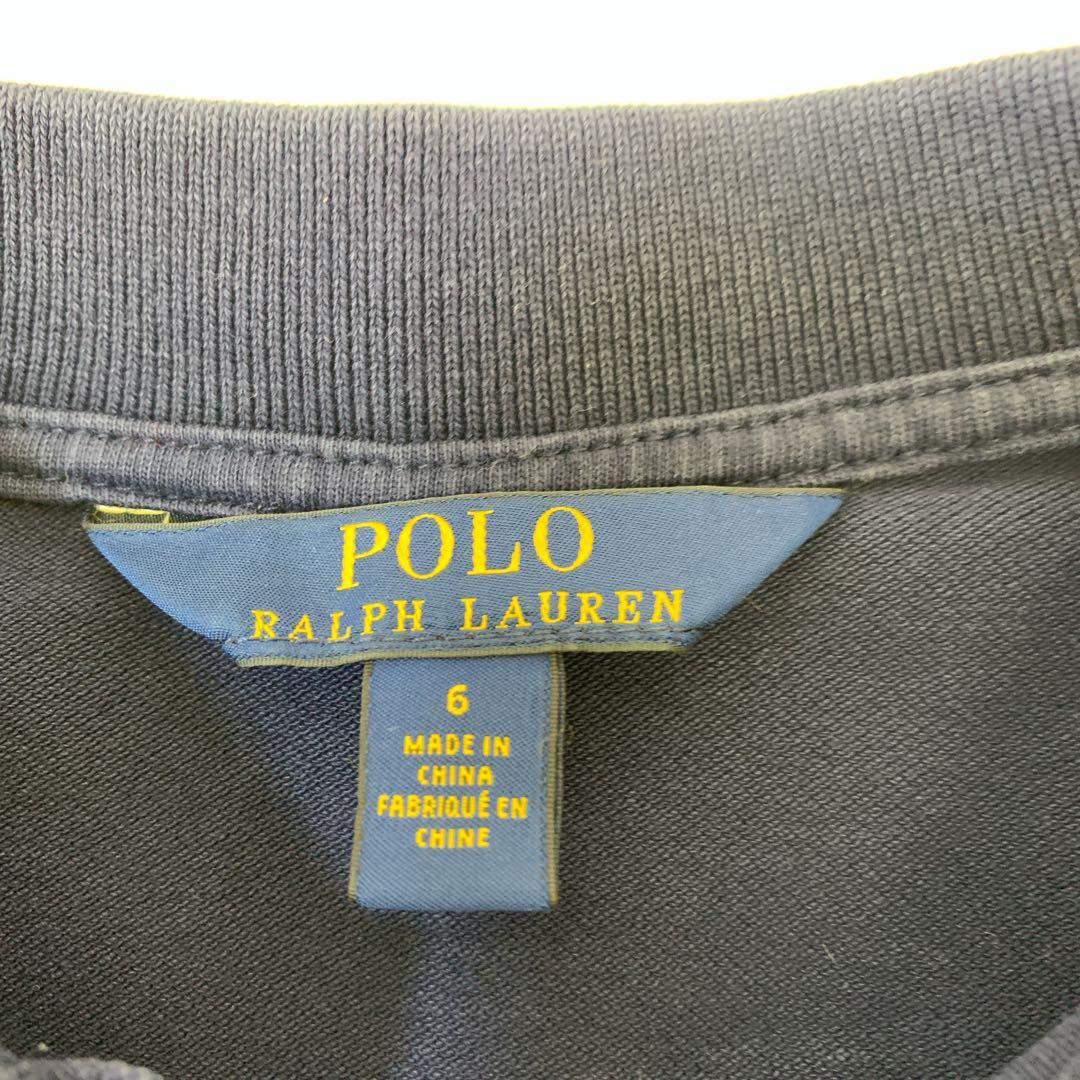 POLO
RALPH LAUREN
6
MADE IN
CHINA
FABRIQUÉ EN
CHINE